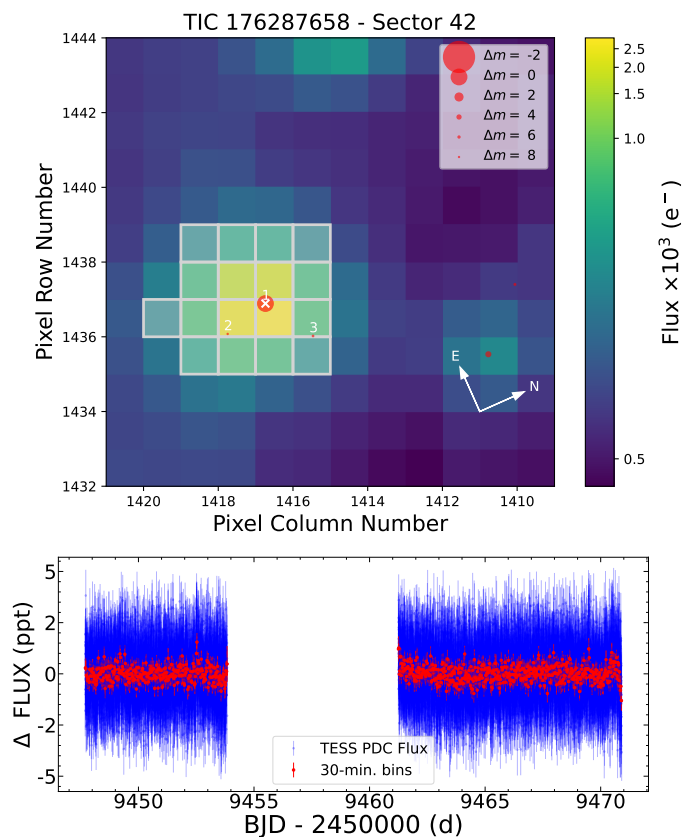 TIC 176287658 - Sector 42
Δm = -2
Δm = 0
Δm = 2
Δm = 4
Δm = 6
Δm = 8
1444
1442
1440
1438
1436
1434
1432
Pixel Row Number
1
2
3
E
N
1420
1418
1416
1414
1412
1410
Pixel Column Number
2.5
2.0
1.5
1.0
0.5
Flux ×10³ (e⁻)
5
2
0
-2
-5
Δ FLUX (ppt)
TESS PDC Flux
30-min. bins
9450
9455
9460
9465
9470
BJD - 2450000 (d)